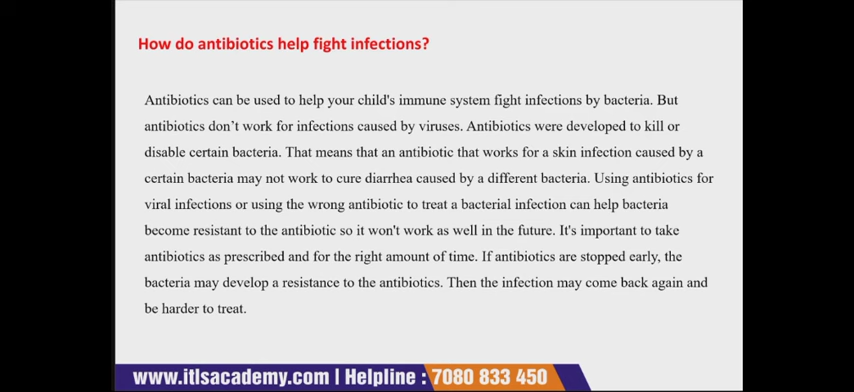 How do antibiotics help fight infections?
Antibiotics can be used to help your child's immune system fight infections by bacteria. But
antibiotics don't work for infections caused by viruses. Antibiotics were developed to kill or
disable certain bacteria. That means that an antibiotic that works for a skin infection caused by a
certain bacteria may not work to cure diarrhea caused by a different bacteria. Using antibiotics for
viral infections or using the wrong antibiotic to treat a bacterial infection can help bacteria
become resistant to the antibiotic so it won't work as well in the future. It's important to take
antibiotics as prescribed and for the right amount of time. If antibiotics are stopped early, the
bacteria may develop a resistance to the antibiotics. Then the infection may come back again and
be harder to treat.
www.itlsacademy.com | Helpline : 7080 833 450